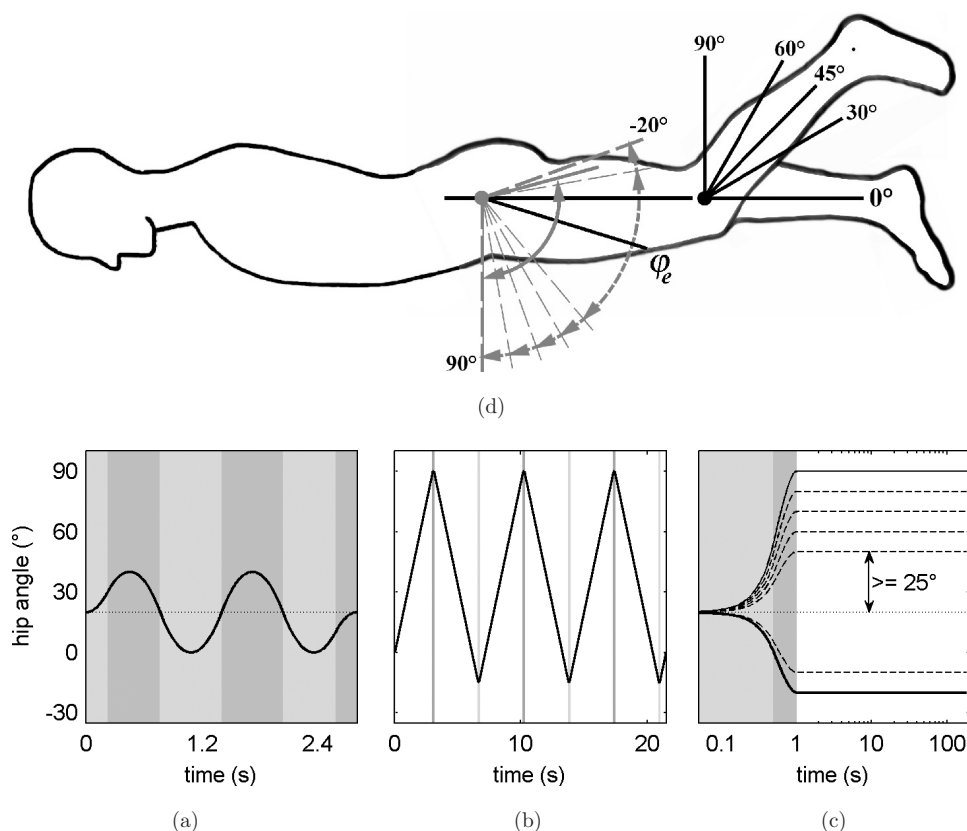 90°
60°
45°
30°
-20°
0°
φe
90°
(d)
hip angle (°)
90
60
30
0
-30
0
1.2
2.4
time (s)
(a)
0
10
20
time (s)
(b)
>= 25°
0.1
1
10
100
time (s)
(c)